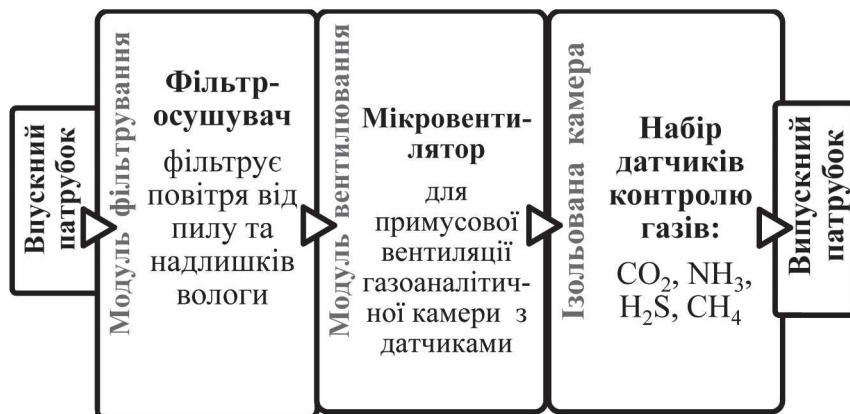 Впускний
патрубок
Модуль фільтрування
Фільтр-
осушувач
фільтрує
повітря від
пилу та
надлишків
вологи
Модуль вентилювання
Мікровенти-
лятор
для
примусової
вентиляції
газоаналітич-
ної камери з
датчиками
Ізольована камера
Набір
датчиків
контролю
газів:
CO₂, NH₃,
H₂S, CH₄
Випускний
патрубок